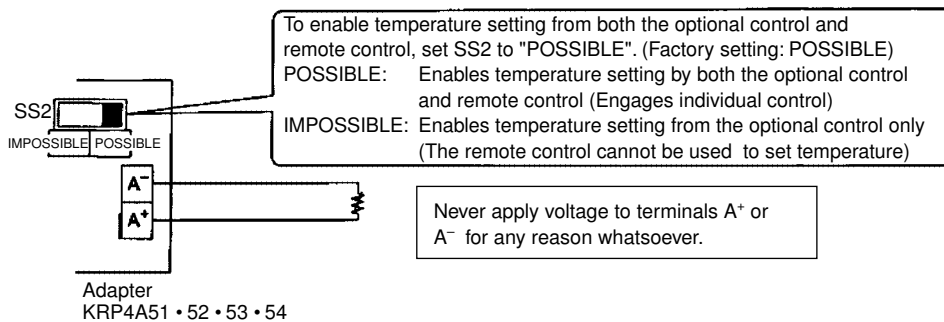 To enable temperature setting from both the optional control and
remote control, set SS2 to "POSSIBLE". (Factory setting: POSSIBLE)
POSSIBLE: Enables temperature setting by both the optional control
and remote control (Engages individual control)
IMPOSSIBLE: Enables temperature setting from the optional control only
(The remote control cannot be used to set temperature)
SS2
IMPOSSIBLE POSSIBLE
A⁻
A⁺
Never apply voltage to terminals A⁺ or
A⁻ for any reason whatsoever.
Adapter
KRP4A51 • 52 • 53 • 54